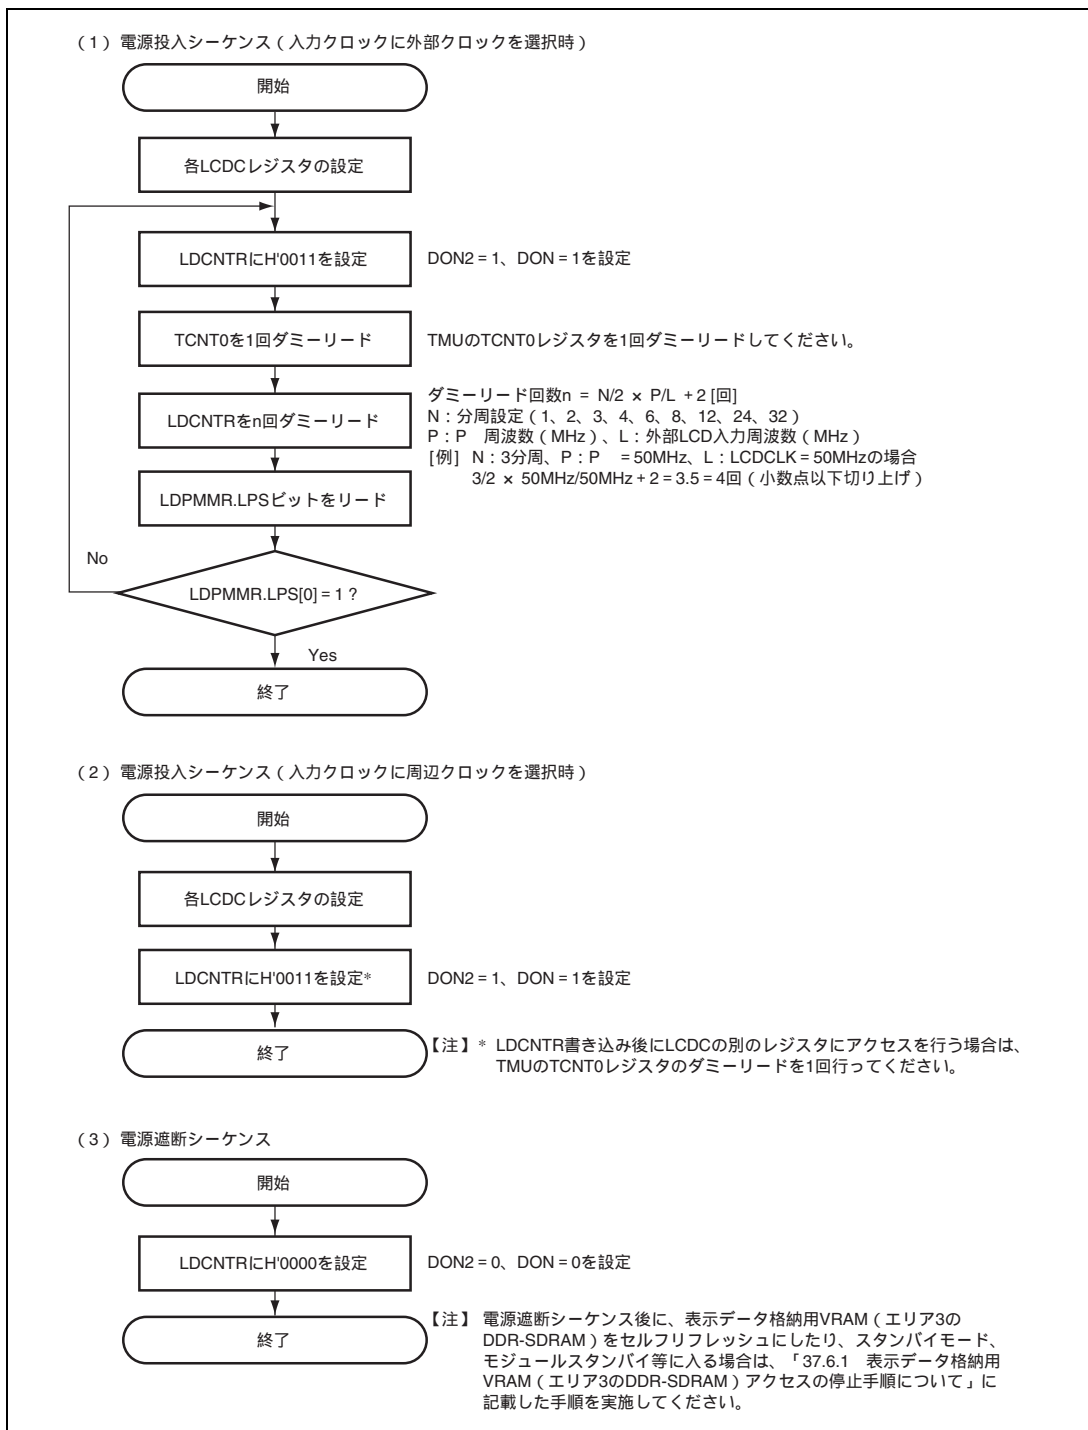 (1) 電源投入シーケンス(入力クロックに外部クロックを選択時)
開始
各LCDCレジスタの設定
LDCNTRにH'0011を設定
DON2 = 1、DON = 1を設定
TCNT0を1回ダミーリード
TMUのTCNT0レジスタを1回ダミーリードしてください。
LDCNTRをn回ダミーリード
ダミーリード回数n = N/2 × P/L + 2 [回]
N:分周設定(1、2、3、4、6、8、12、24、32)
P:P 周波数(MHz)、L:外部LCD入力周波数(MHz)
[例] N:3分周、P:P = 50MHz、L:LCDCLK = 50MHzの場合
3/2 × 50MHz/50MHz + 2 = 3.5 = 4回(小数点以下切り上げ)
LDPMMR.LPSビットをリード
No
LDPMMR.LPS[0] = 1 ?
Yes
終了
(2) 電源投入シーケンス(入力クロックに周辺クロックを選択時)
開始
各LCDCレジスタの設定
LDCNTRにH'0011を設定*
DON2 = 1、DON = 1を設定
終了
【注】* LDCNTR書き込み後にLCDCの別のレジスタにアクセスを行う場合は、
TMUのTCNT0レジスタのダミーリードを1回行ってください。
(3) 電源遮断シーケンス
開始
LDCNTRにH'0000を設定
DON2 = 0、DON = 0を設定
終了
【注】 電源遮断シーケンス後に、表示データ格納用VRAM(エリア3の
DDR-SDRAM)をセルフリフレッシュにしたり、スタンバイモード、
モジュールスタンバイ等に入る場合は、「37.6.1 表示データ格納用
VRAM(エリア3のDDR-SDRAM)アクセスの停止手順について」に
記載した手順を実施してください。